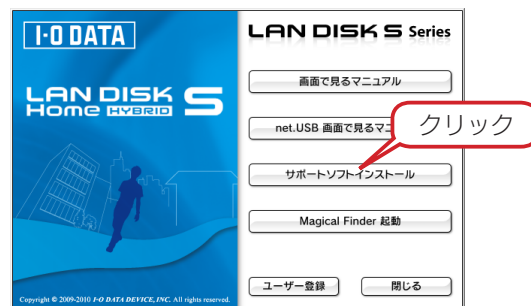 I-O DATA
LAN DISK S
Home HYBRID
Copyright © 2009-2010 I-O DATA DEVICE, INC. All rights reserved.
LAN DISK S Series
画面で見るマニュアル
net.USB 画面で見るマニ
クリック
サポートソフトインストール
Magical Finder 起動
ユーザー登録
閉じる